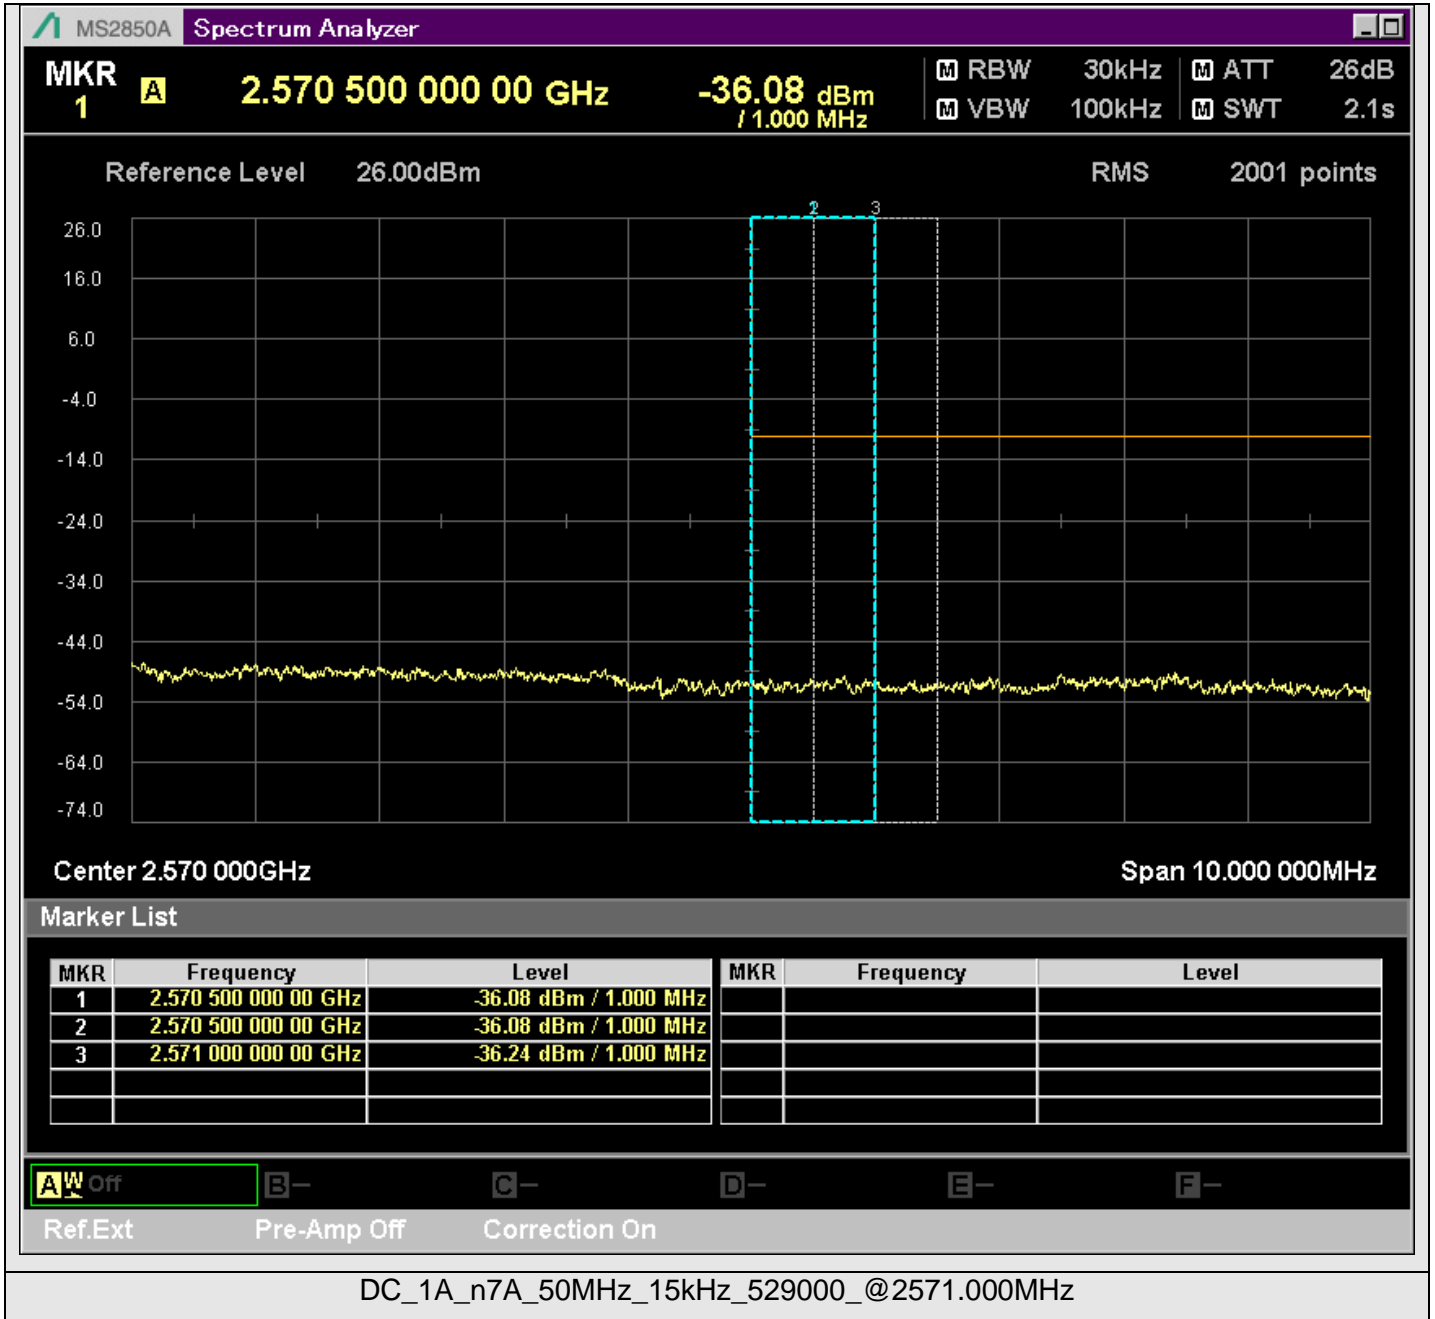 MS2850A Spectrum Analyzer
MKR 1 A 2.570 500 000 00 GHz -36.08 dBm / 1.000 MHz
M RBW 30kHz M ATT 26dB
M VBW 100kHz M SWT 2.1s
Reference Level 26.00dBm RMS 2001 points
2 3
26.0
16.0
6.0
-4.0
-14.0
-24.0
-34.0
-44.0
-54.0
-64.0
-74.0
Center 2.570 000GHz Span 10.000 000MHz
Marker List
MKR Frequency Level MKR Frequency Level
1 2.570 500 000 00 GHz -36.08 dBm / 1.000 MHz
2 2.570 500 000 00 GHz -36.08 dBm / 1.000 MHz
3 2.571 000 000 00 GHz -36.24 dBm / 1.000 MHz
A W Off B – C – D – E – F –
Ref.Ext Pre-Amp Off Correction On
DC_1A_n7A_50MHz_15kHz_529000_@2571.000MHz